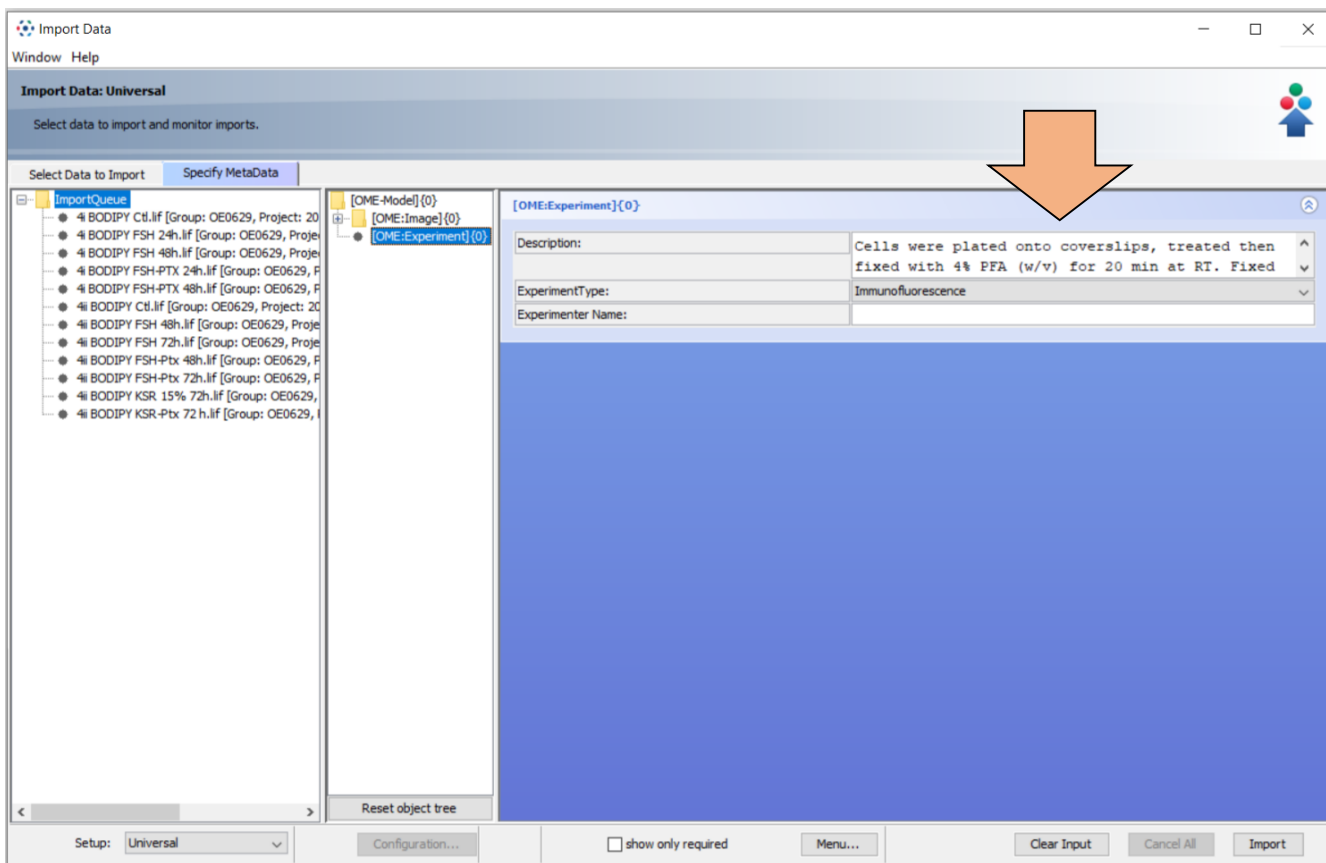 Import Data
Window Help
Import Data: Universal
Select data to import and monitor imports.
Select Data to Import
Specify MetaData
ImportQueue
4i BODIPY Ctl.lif [Group: OE0629, Project: 20
4i BODIPY FSH 24h.lif [Group: OE0629, Proje
4i BODIPY FSH 48h.lif [Group: OE0629, Proje
4i BODIPY FSH-PTX 24h.lif [Group: OE0629, P
4i BODIPY FSH-PTX 48h.lif [Group: OE0629, P
4ii BODIPY Ctl.lif [Group: OE0629, Project: 20
4ii BODIPY FSH 48h.lif [Group: OE0629, Proje
4ii BODIPY FSH 72h.lif [Group: OE0629, Proje
4ii BODIPY FSH-Ptx 48h.lif [Group: OE0629, P
4ii BODIPY FSH-Ptx 72h.lif [Group: OE0629, P
4ii BODIPY KSR 15% 72h.lif [Group: OE0629,
4ii BODIPY KSR-Ptx 72 h.lif [Group: OE0629,
[OME-Model]{0}
[OME:Image]{0}
[OME:Experiment]{0}
Reset object tree
[OME:Experiment]{0}
Description:
Cells were plated onto coverslips, treated then
fixed with 4% PFA (w/v) for 20 min at RT. Fixed
ExperimentType:
Immunofluorescence
Experimenter Name:
Setup:
Universal
Configuration...
show only required
Menu...
Clear Input
Cancel All
Import